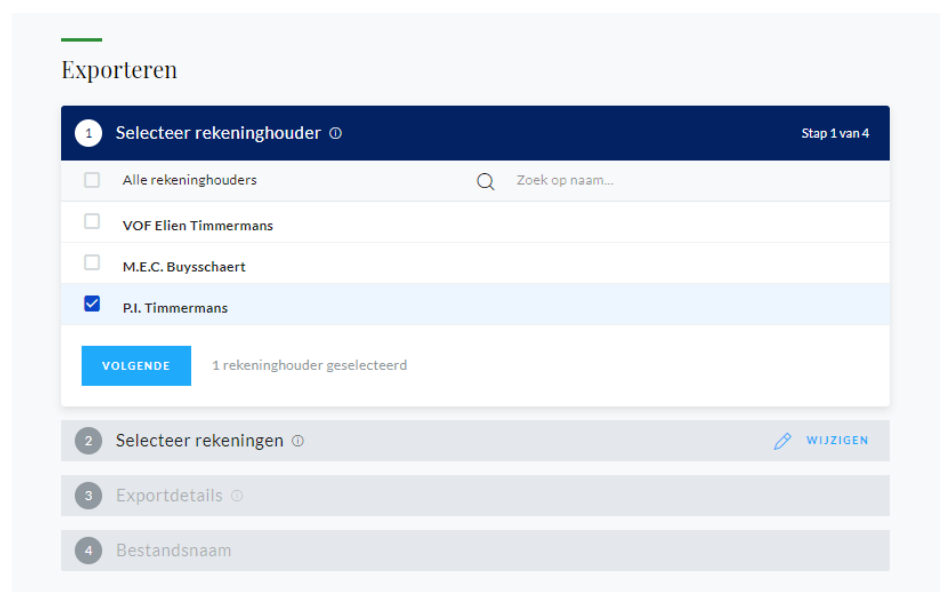 Exporteren
1 Selecteer rekeninghouder Stap 1 van 4
Alle rekeninghouders Zoek op naam...
VOF Elien Timmermans
M.E.C. Buysschaert
P.I. Timmermans
VOLGENDE 1 rekeninghouder geselecteerd
2 Selecteer rekeningen WIJZIGEN
3 Exportdetails
4 Bestandsnaam